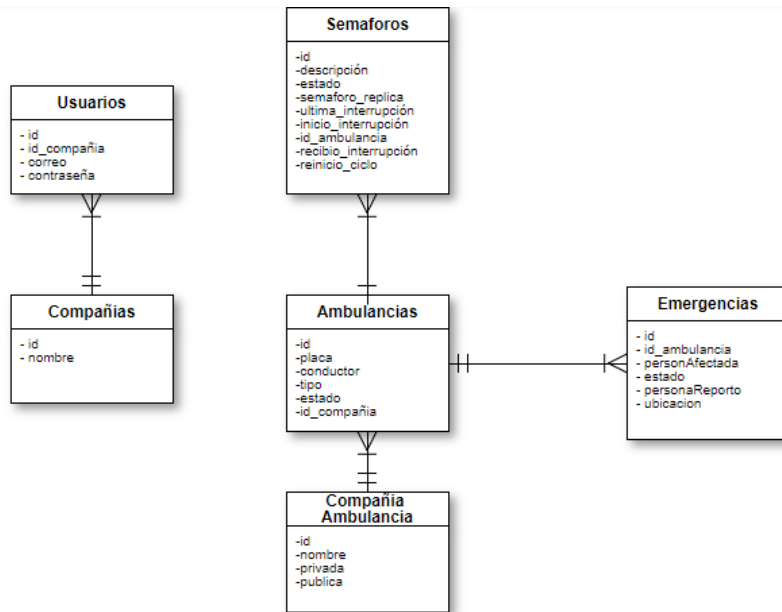 Semaforos
-id
-descripción
-estado
-semaforo_replica
-ultima_interrupción
-inicio_interrupción
-id_ambulancia
-recibio_interrupción
-reinicio_ciclo
Usuarios
- id
- id_compañia
- correo
- contraseña
Compañias
- id
- nombre
Ambulancias
-id
-placa
-conductor
-tipo
-estado
-id_compañia
Emergencias
- id
- id_ambulancia
- personAfectada
- estado
- personaReporto
- ubicacion
Compañia
Ambulancia
-id
-nombre
-privada
-publica